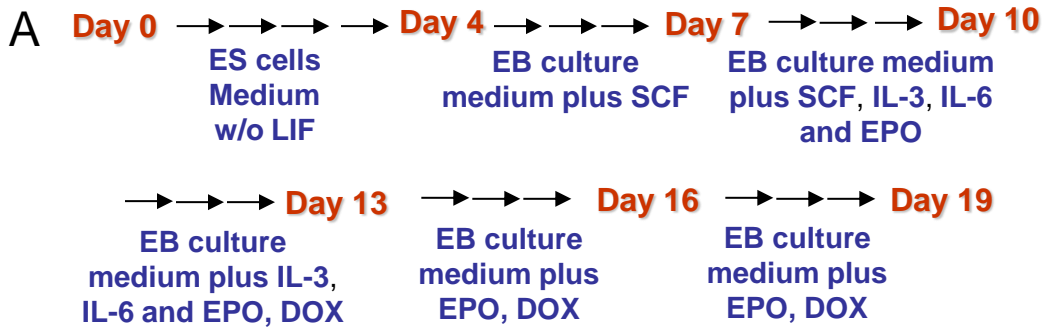 A
Day 0 Day 4 Day 7 Day 10
ES cells
Medium
w/o LIF
EB culture
medium plus SCF
EB culture medium
plus SCF, IL-3, IL-6
and EPO
Day 13 Day 16 Day 19
EB culture
medium plus IL-3,
IL-6 and EPO, DOX
EB culture
medium plus
EPO, DOX
EB culture
medium plus
EPO, DOX